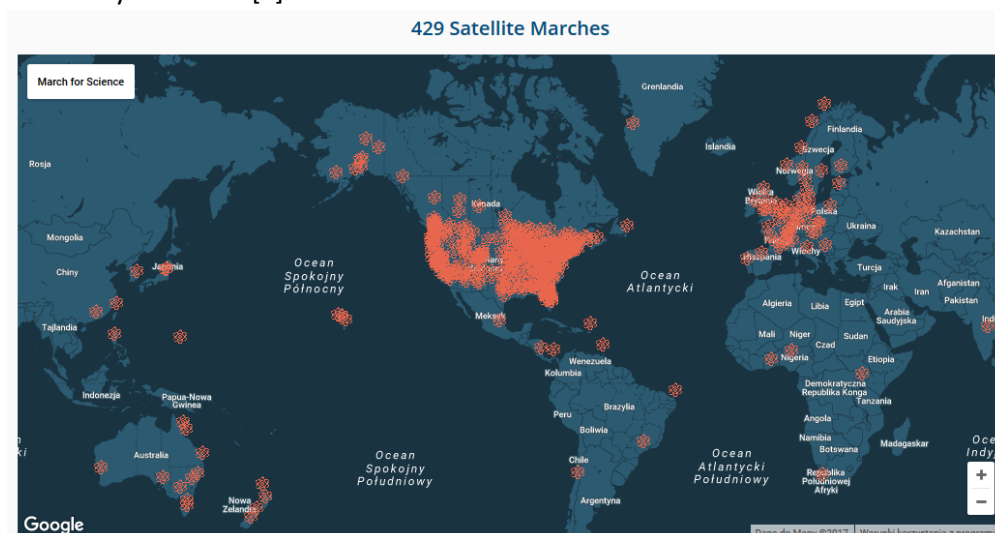 429 Satellite Marches
March for Science
Grenlandia
Islandia
Finlandia
Szwecja
Norwegia
Rosja
Wielka
Brytania
Polska
Kanada
Ukraina
Kazachstan
Mongolia
Włochy
Hiszpania
Turcja
Chiny
Japonia
Ocean
Spokojny
Północny
Ocean
Atlantycki
Irak
Iran
Afganistan
Pakistan
Algieria
Libia
Egipt
Arabia
Saudyjska
Meksyk
Tajlandia
Mali
Niger
Czad
Sudan
Nigeria
Etiopia
Wenezuela
Kolumbia
Demokratyczna
Republika Konga
Tanzania
Indonezja
Papua-Nowa
Gwinea
Peru
Brazylia
Boliwia
Angola
Namibia
Botswana
Madagaskar
Australia
Ocean
Spokojny
Południowy
Chile
Ocean
Atlantycki
Południowy
Republika
Południowej
Afryki
Argentyna
Nowa
Zelandia
+
−
Google